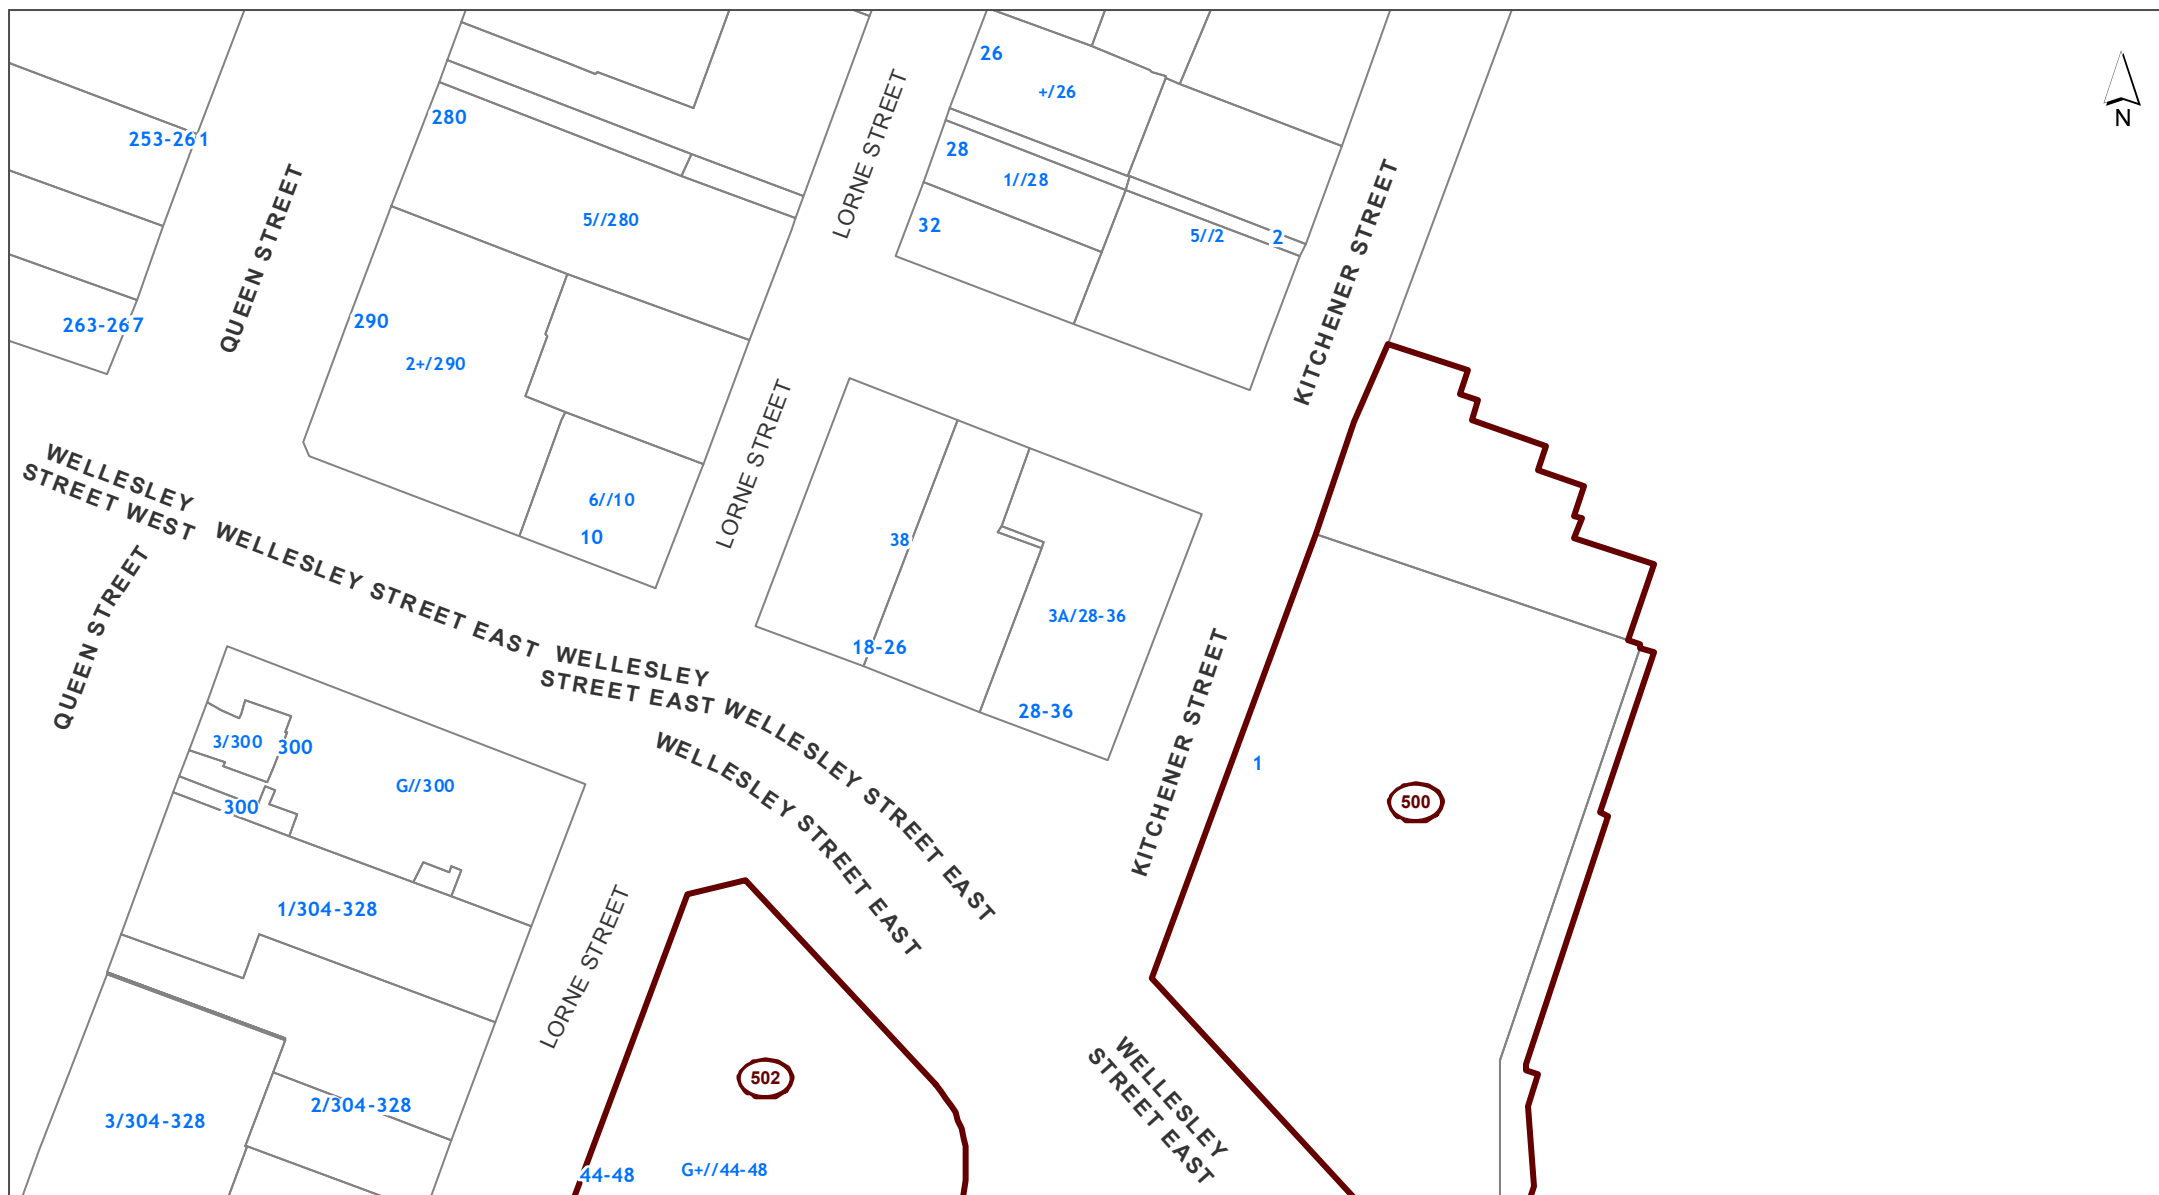 26
+/26
N
280
253-261
28
1//28
LORNE STREET
32
5//2
2
5//280
QUEEN STREET
KITCHENER STREET
263-267
290
2+/290
LORNE STREET
WELLESLEY
STREET WEST
6//10
10
38
WELLESLEY STREET EAST
3A/28-36
QUEEN STREET
18-26
WELLESLEY
STREET EAST
28-36
KITCHENER STREET
3/300
300
G//300
WELLESLEY STREET EAST
WELLESLEY STREET EAST
1
500
300
1/304-328
LORNE STREET
502
WELLESLEY
STREET EAST
2/304-328
3/304-328
44-48
G+//44-48